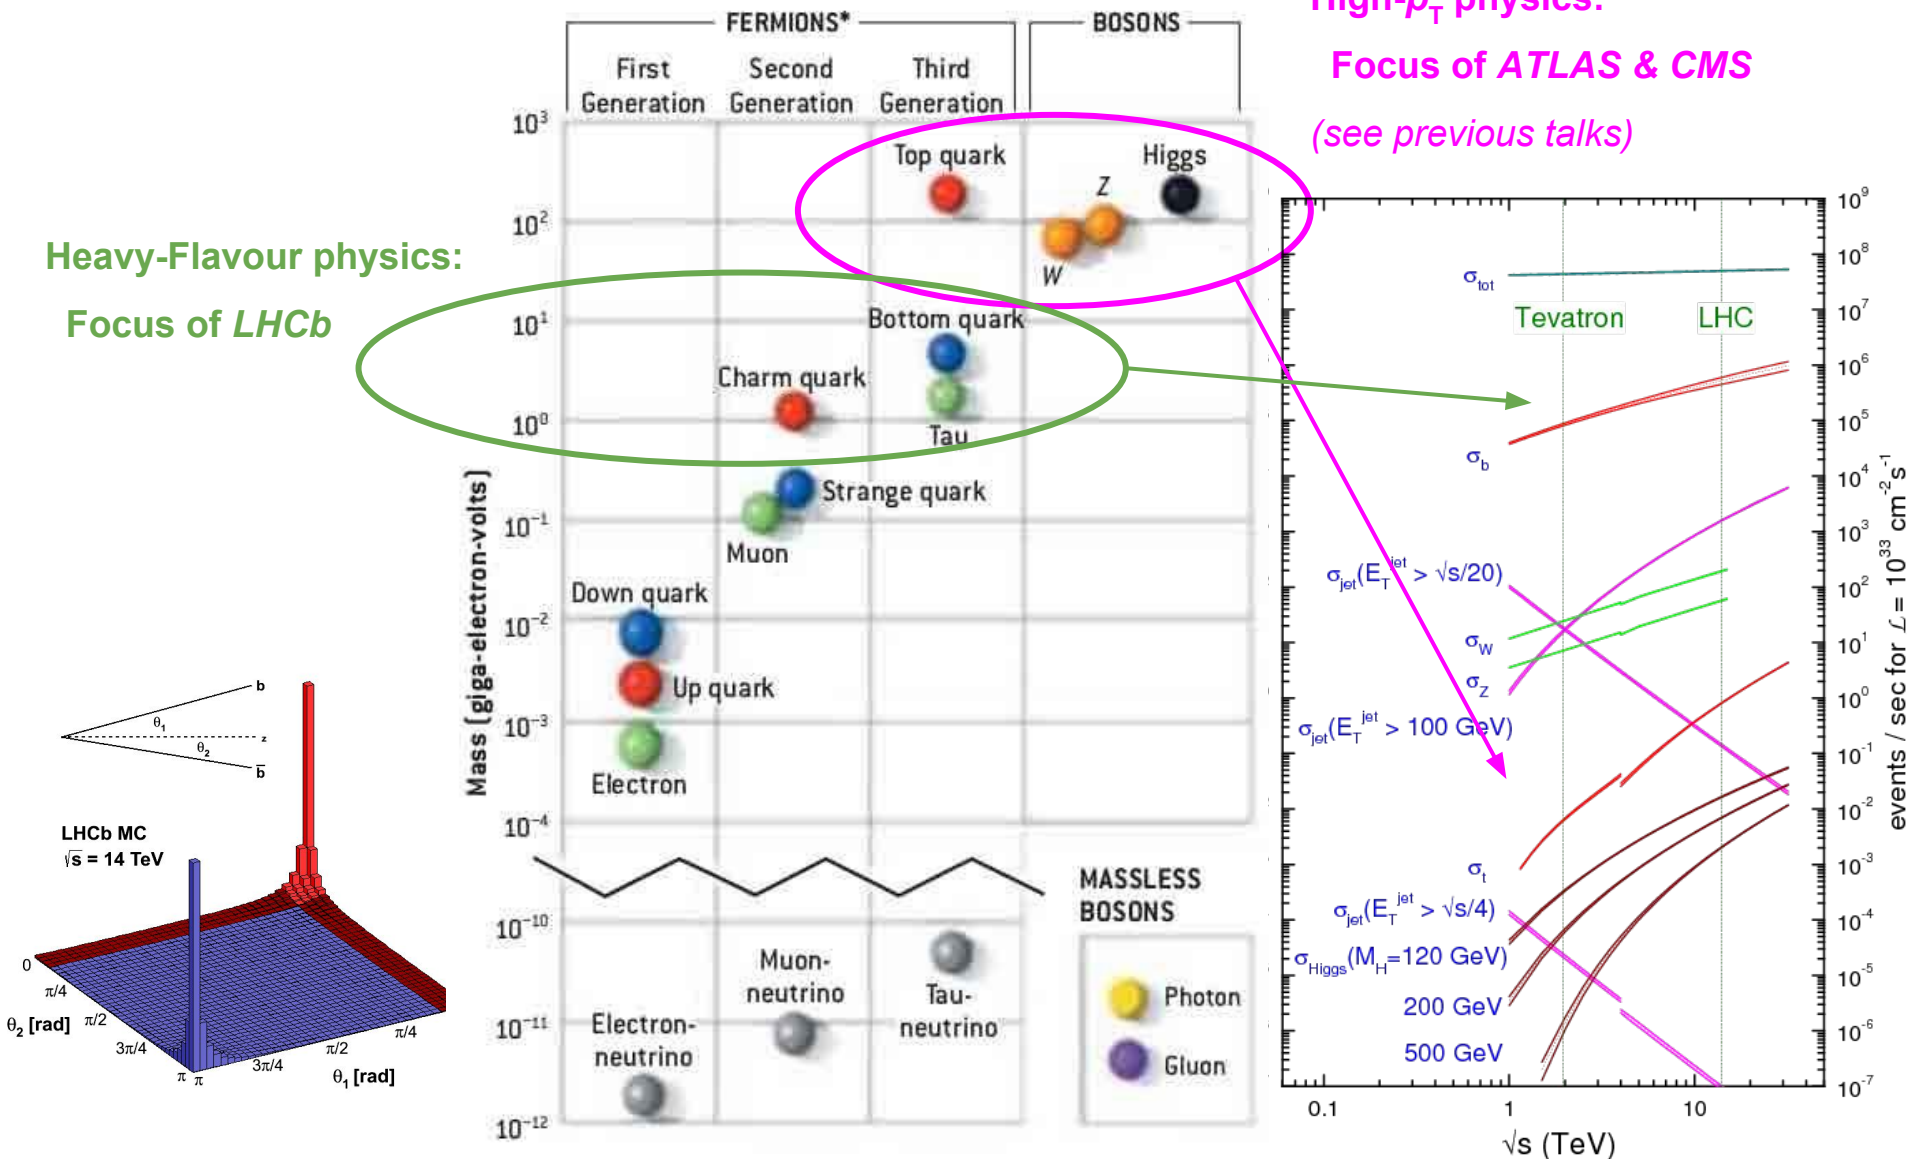 High-pT physics:
Focus of ATLAS & CMS
(see previous talks)
Heavy-Flavour physics:
Focus of LHCb
FERMIONS*
BOSONS
First Generation
Second Generation
Third Generation
Mass (giga-electron-volts)
10³
10²
10¹
10⁰
10⁻¹
10⁻²
10⁻³
10⁻⁴
10⁻¹⁰
10⁻¹¹
10⁻¹²
Top quark
Higgs
Z
W
Bottom quark
Charm quark
Tau
Strange quark
Muon
Down quark
Up quark
Electron
Muon-
neutrino
Tau-
neutrino
Electron-
neutrino
MASSLESS
BOSONS
Photon
Gluon
b
θ₁
z
θ₂
b̅
LHCb MC
√s = 14 TeV
0
π/4
π/2
3π/4
π
θ₂ [rad]
π
3π/4
π/2
π/4
θ₁ [rad]
σtot
Tevatron
LHC
σb
σjet(ETjet > √s/20)
σW
σZ
σjet(ETjet > 100 GeV)
σt
σjet(ETjet > √s/4)
σHiggs(MH=120 GeV)
200 GeV
500 GeV
10⁹
10⁸
10⁷
10⁶
10⁵
10⁴
10³
10²
10¹
10⁰
10⁻¹
10⁻²
10⁻³
10⁻⁴
10⁻⁵
10⁻⁶
10⁻⁷
events / sec for ℒ = 10³³ cm⁻² s⁻¹
0.1
1
10
√s (TeV)